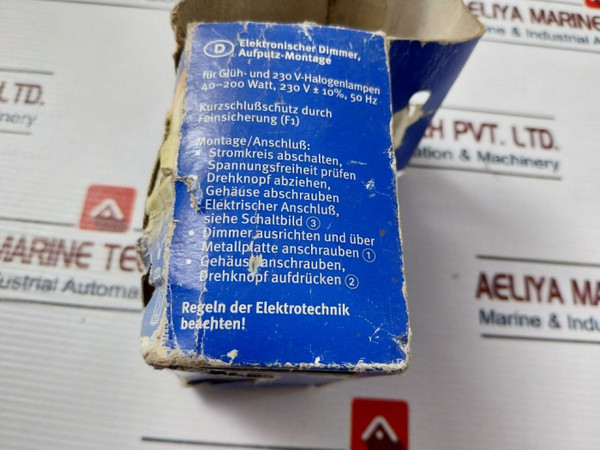 D
Elektronischer Dimmer,
Aufputz-Montage
für Glüh- und 230 V-Halogenlampen
40–200 Watt, 230 V ± 10%, 50 Hz
Kurzschlußschutz durch
Feinsicherung (F1)
Montage/Anschluß:
• Stromkreis abschalten,
Spannungsfreiheit prüfen
• Drehknopf abziehen,
Gehäuse abschrauben
Elektrischer Anschluß,
siehe Schaltbild ③
• Dimmer ausrichten und über
Metallplatte anschrauben ①
• Gehäuse anschrauben,
Drehknopf aufdrücken ②
Regeln der Elektrotechnik
beachten!
AELIYA MARINE
Marine & Industrial
LTD.
H PVT. LTD.
ation & Machinery
MARINE TE
ustrial Automa
AELIYA MA
Marine & Indu